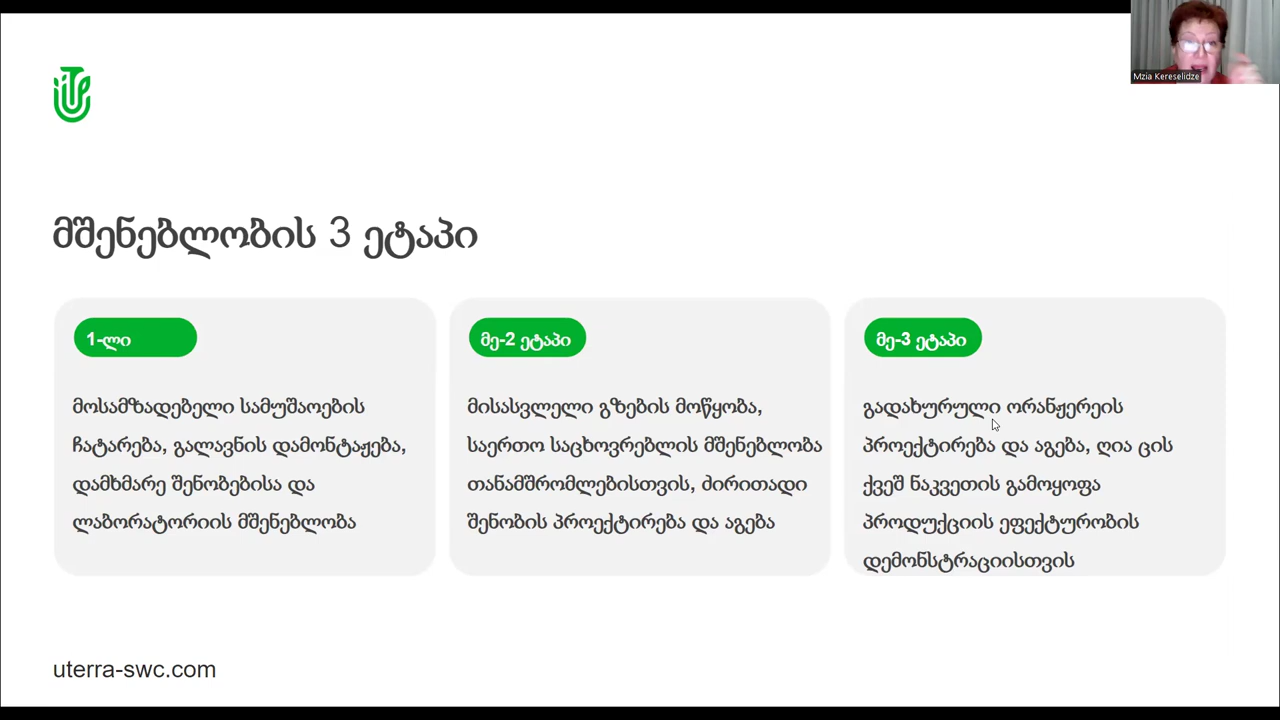 Mzia Kereselidze
მშენებლობის 3 ეტაპი
1-ლი
მოსამზადებელი სამუშაოების
ჩატარება, გალავნის დამონტაჟება,
დამხმარე შენობებისა და
ლაბორატორიის მშენებლობა
მე-2 ეტაპი
მისასვლელი გზების მოწყობა,
საერთო საცხოვრებლის მშენებლობა
თანამშრომლებისთვის, ძირითადი
შენობის პროექტირება და აგება
მე-3 ეტაპი
გადახურული ორანჟერეის
პროექტირება და აგება, ღია ცის
ქვეშ ნაკვეთის გამოყოფა
პროდუქციის ეფექტურობის
დემონსტრაციისთვის
uterra-swc.com